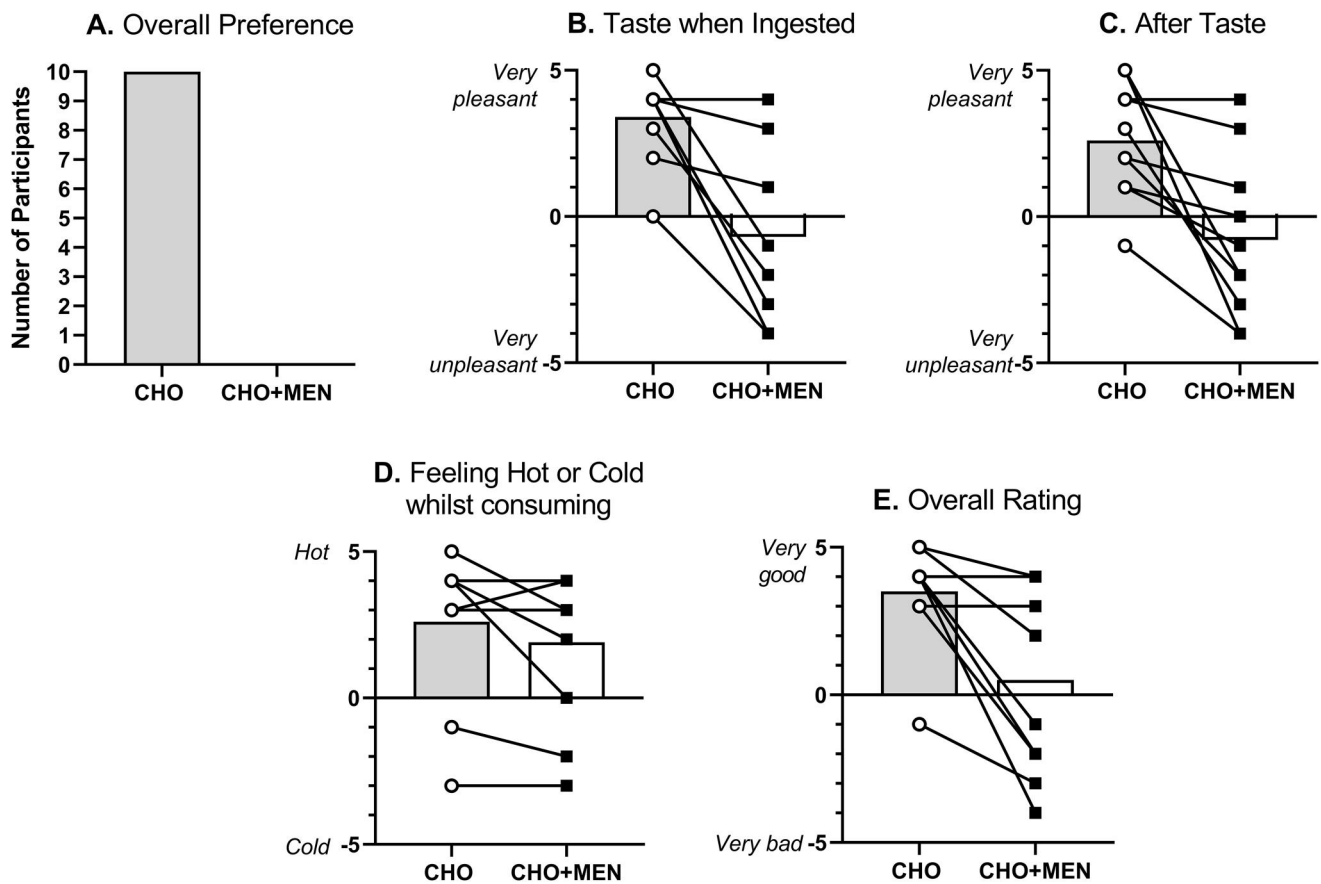 A. Overall Preference
Number of Participants
10
9
8
7
6
5
4
3
2
1
0
CHO CHO+MEN
B. Taste when Ingested
Very
pleasant
5
0
Very
unpleasant -5
CHO CHO+MEN
C. After Taste
Very
pleasant
5
0
Very
unpleasant -5
CHO CHO+MEN
D. Feeling Hot or Cold
whilst consuming
Hot 5
0
Cold -5
CHO CHO+MEN
E. Overall Rating
Very
good
5
0
Very bad -5
CHO CHO+MEN